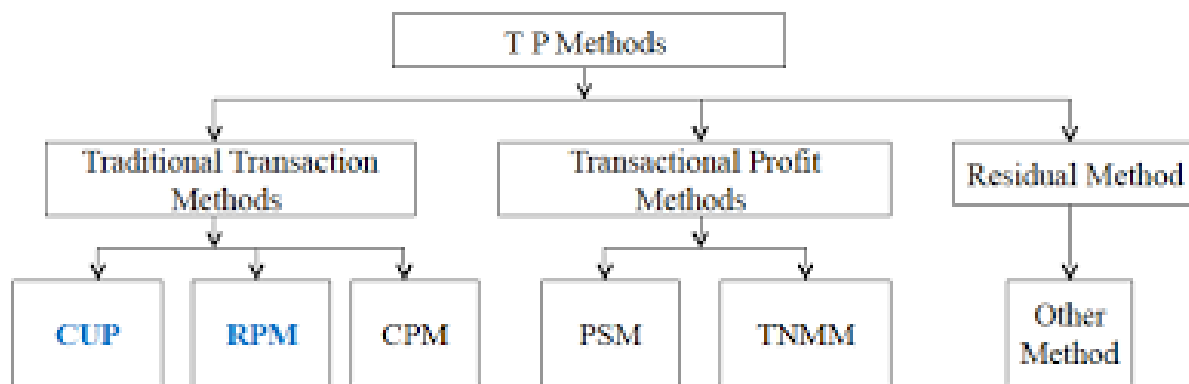 T P Methods
Traditional Transaction
Methods
Transactional Profit
Methods
Residual Method
CUP
RPM
CPM
PSM
TNMM
Other
Method